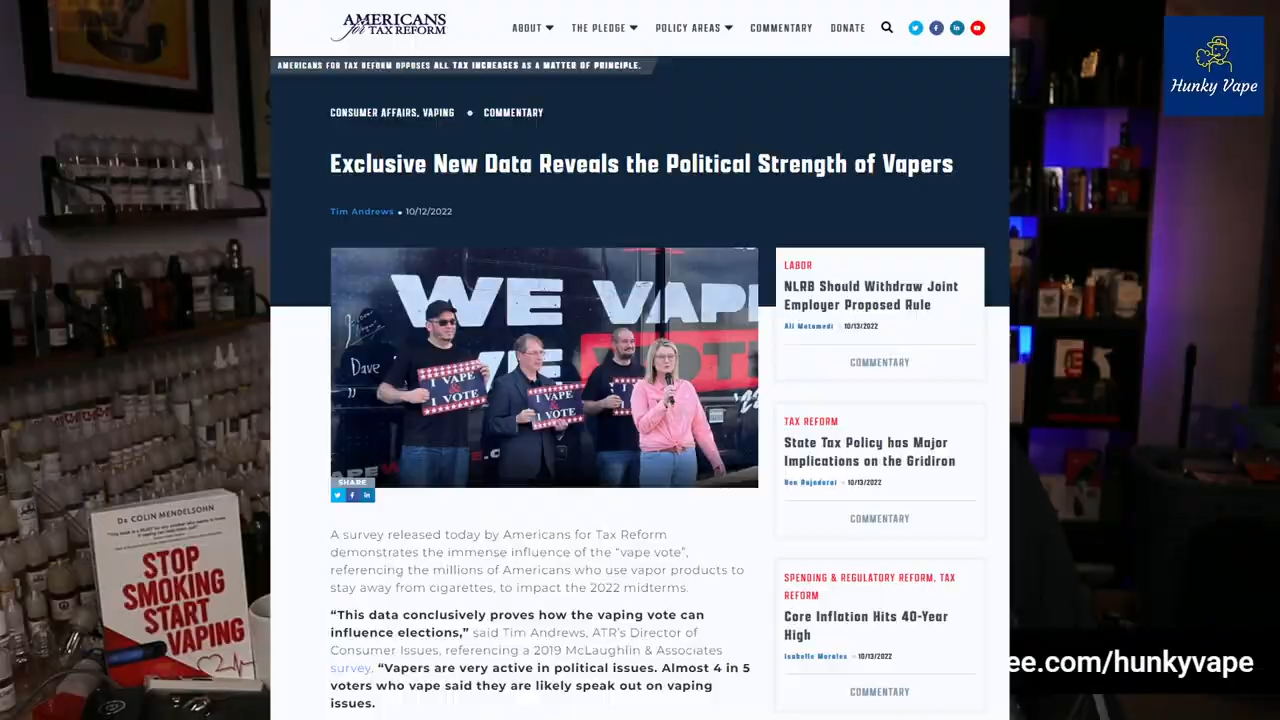 AMERICANS
for TAX REFORM
ABOUT
THE PLEDGE
POLICY AREAS
COMMENTARY
DONATE
AMERICANS FOR TAX REFORM OPPOSES ALL TAX INCREASES AS A MATTER OF PRINCIPLE.
Hunky Vape
CONSUMER AFFAIRS, VAPING • COMMENTARY
Exclusive New Data Reveals the Political Strength of Vapers
Tim Andrews • 10/12/2022
WE VAPE
WE VOTE
Dave
I VAPE
&
I VOTE
I VAPE
&
I VOTE
SHARE
A survey released today by Americans for Tax Reform
demonstrates the immense influence of the “vape vote”,
referencing the millions of Americans who use vapor products to
stay away from cigarettes, to impact the 2022 midterms.
“This data conclusively proves how the vaping vote can
influence elections,” said Tim Andrews, ATR’s Director of
Consumer Issues, referencing a 2019 McLaughlin & Associates
survey. “Vapers are very active in political issues. Almost 4 in 5
voters who vape said they are likely speak out on vaping
issues.
LABOR
NLRB Should Withdraw Joint
Employer Proposed Rule
Ali Motamedi 10/13/2022
COMMENTARY
TAX REFORM
State Tax Policy has Major
Implications on the Gridiron
10/13/2022
COMMENTARY
SPENDING & REGULATORY REFORM, TAX
REFORM
Core Inflation Hits 40-Year
High
Isabelle Morales 10/13/2022
COMMENTARY
DR COLIN MENDELSOHN
STOP
SMOKING
START
VAPING
ee.com/hunkyvape